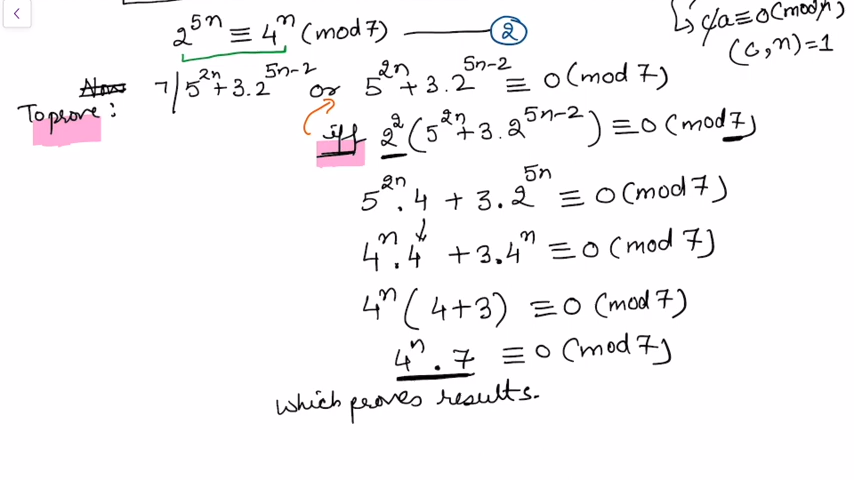 2^{5n} ≡ 4^n (mod 7) —— ②
↳ c/a ≡ 0 (mod n)
(c, n) = 1
Now 7 | 5^{2n} + 3.2^{5n-2} or 5^{2n} + 3.2^{5n-2} ≡ 0 (mod 7)
To prove :
iff 2^2 (5^{2n} + 3.2^{5n-2}) ≡ 0 (mod 7)
5^{2n} . 4 + 3.2^{5n} ≡ 0 (mod 7)
4^n . 4 + 3.4^n ≡ 0 (mod 7)
4^n (4+3) ≡ 0 (mod 7)
4^n . 7 ≡ 0 (mod 7)
which proves results.